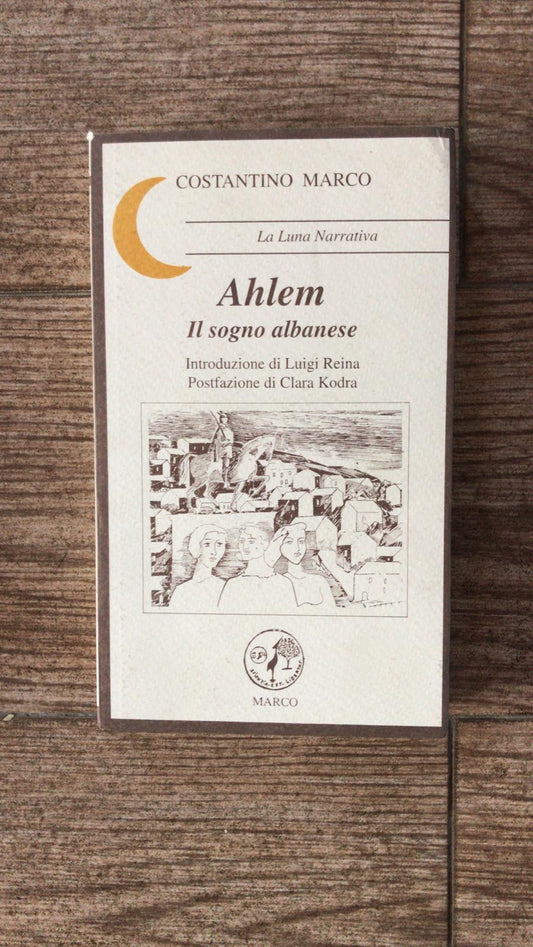 COSTANTINO MARCO
La Luna Narrativa
Ahlem
Il sogno albanese
Introduzione di Luigi Reina
Postfazione di Clara Kodra
MARCO